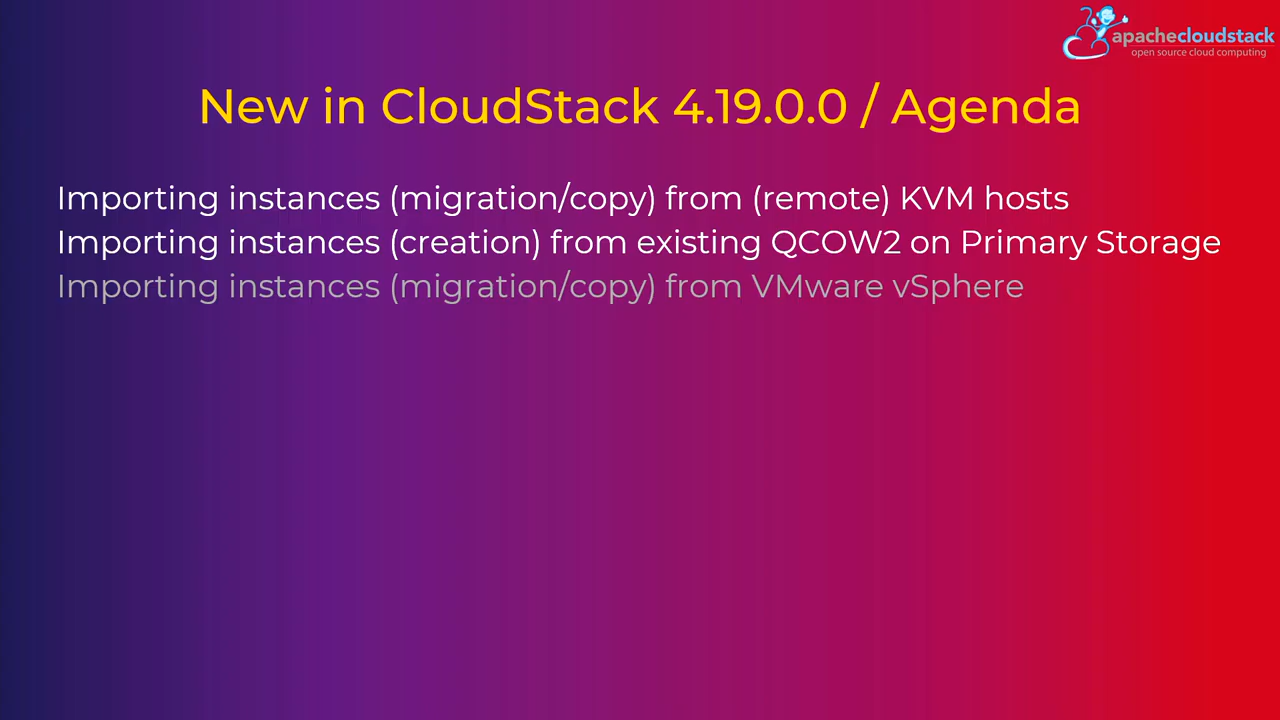 apachecloudstack
open source cloud computing
New in CloudStack 4.19.0.0 / Agenda
Importing instances (migration/copy) from (remote) KVM hosts
Importing instances (creation) from existing QCOW2 on Primary Storage
Importing instances (migration/copy) from VMware vSphere